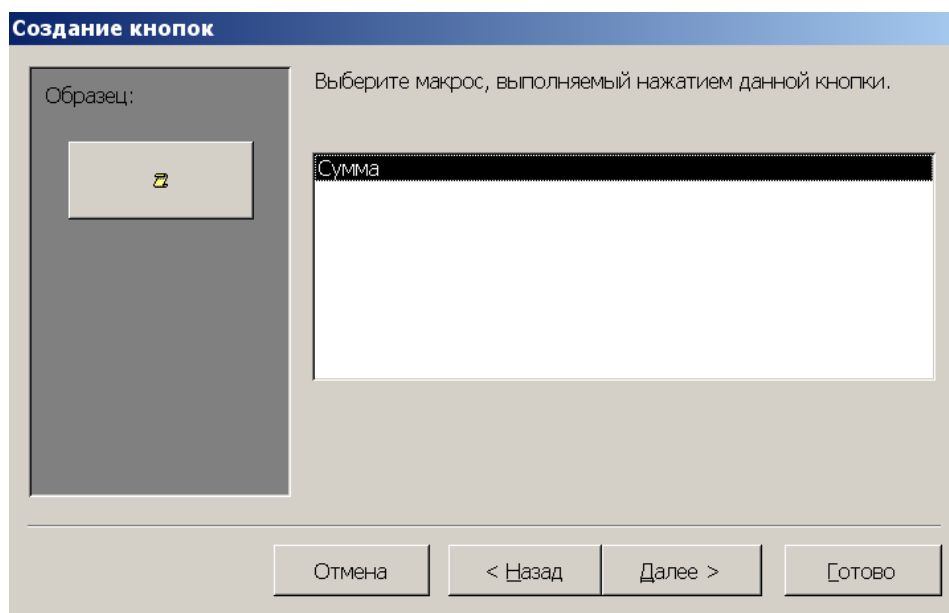 Создание кнопок
Образец:
Выберите макрос, выполняемый нажатием данной кнопки.
Сумма
Отмена
< Назад
Далее >
Готово